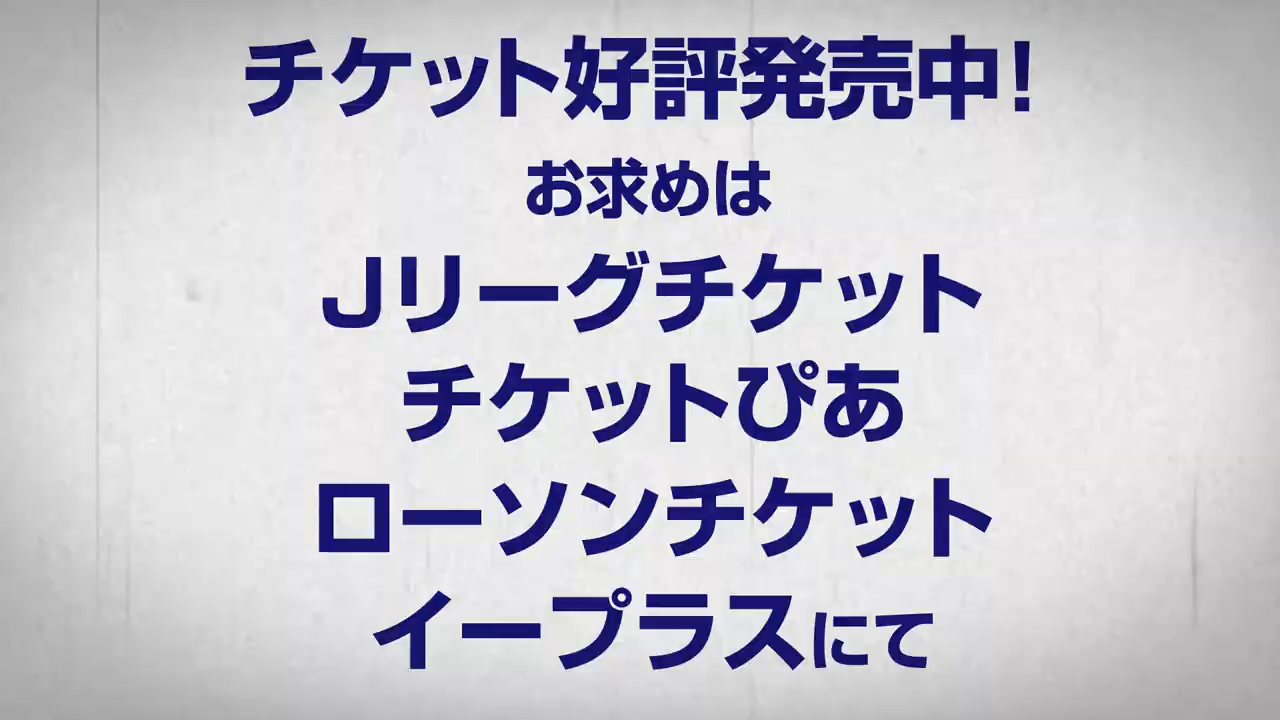 チケット好評発売中!
お求めは
Jリーグチケット
チケットぴあ
ローソンチケット
イープラスにて